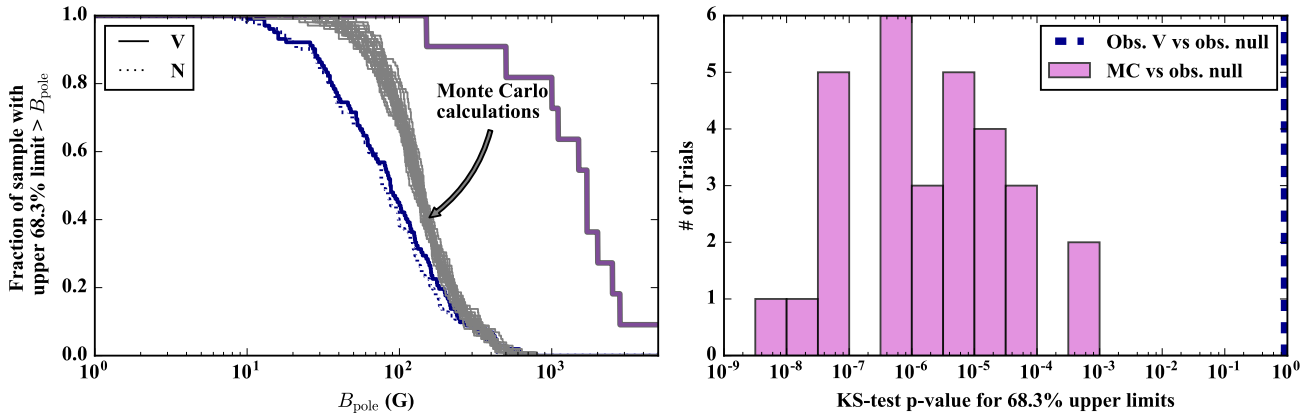 Fraction of sample with
upper 68.3% limit > B_pole
1.0
0.8
0.6
0.4
0.2
0.0
V
N
Monte Carlo
calculations
10^0
10^1
10^2
10^3
B_pole (G)
# of Trials
6
5
4
3
2
1
0
Obs. V vs obs. null
MC vs obs. null
10^-9
10^-8
10^-7
10^-6
10^-5
10^-4
10^-3
10^-2
10^-1
10^0
KS-test p-value for 68.3% upper limits